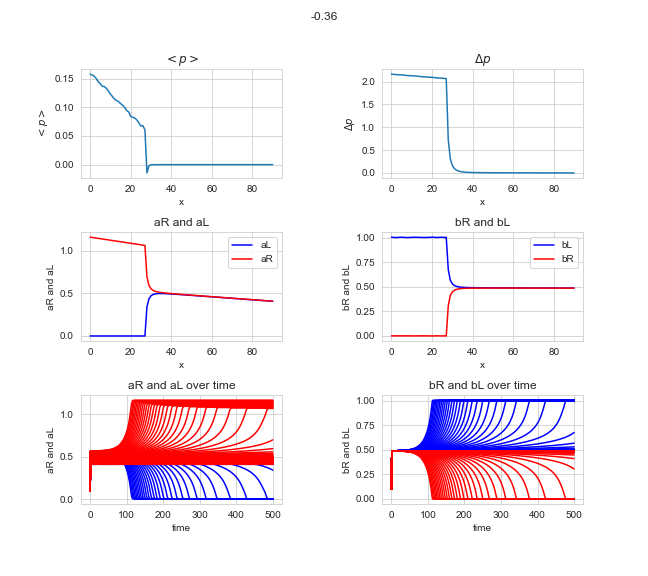 -0.36
< p >
Δp
0.15
0.10
0.05
0.00
< p >
0 20 40 60 80
x
2.0
1.5
1.0
0.5
0.0
Δp
0 20 40 60 80
x
aR and aL
bR and bL
1.0
0.5
0.0
aR and aL
aL
aR
0 20 40 60 80
x
1.00
0.75
0.50
0.25
0.00
bR and bL
bL
bR
0 20 40 60 80
x
aR and aL over time
bR and bL over time
1.0
0.5
0.0
aR and aL
0 100 200 300 400 500
time
1.00
0.75
0.50
0.25
0.00
bR and bL
0 100 200 300 400 500
time